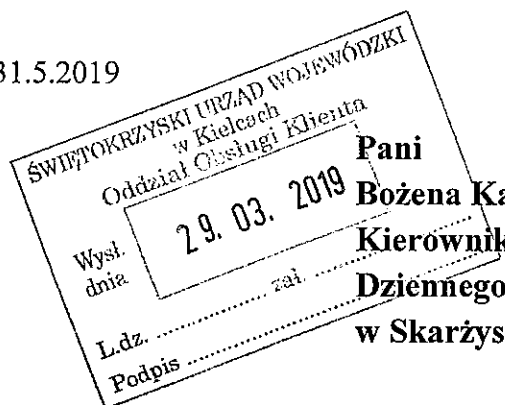 31.5.2019
ŚWIĘTOKRZYSKI URZĄD WOJEWÓDZKI
w Kielcach
Oddział Obsługi Klienta
Wysł. dnia
29. 03. 2019
L.dz. .................. zał. ..................
Podpis ..................
Pani
Bożena Ka
Kierownik
Dziennego
w Skarżys